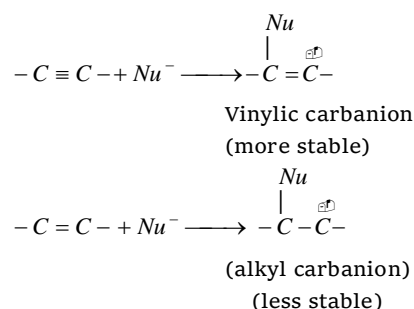 Nu
|
– C ≡ C – + Nu⁻ ⟶ – C = C –
Vinylic carbanion
(more stable)
Nu
|
– C = C – + Nu⁻ ⟶ – C – C –
(alkyl carbanion)
(less stable)